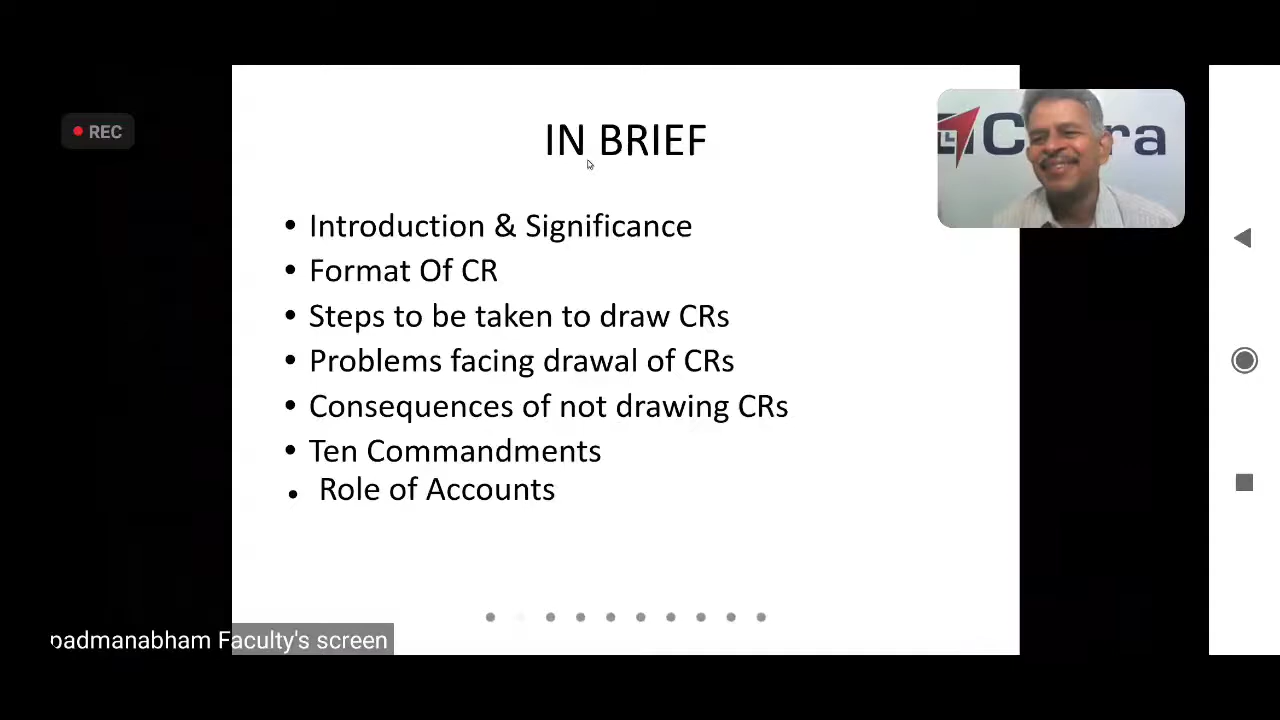 REC
IN BRIEF
• Introduction & Significance
• Format Of CR
• Steps to be taken to draw CRs
• Problems facing drawal of CRs
• Consequences of not drawing CRs
• Ten Commandments
• Role of Accounts
padmanabham Faculty's screen